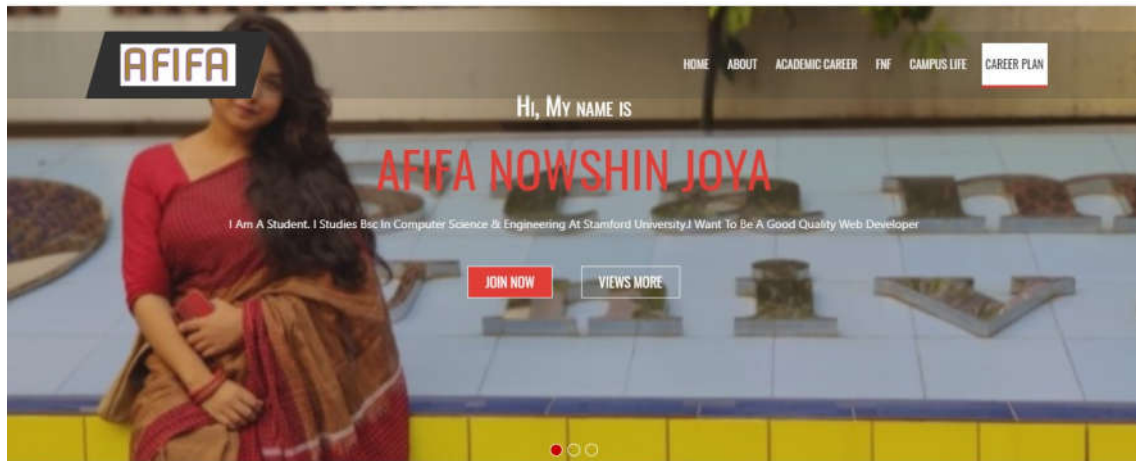 AFIFA
HOME ABOUT ACADEMIC CAREER FNF CAMPUS LIFE CAREER PLAN
HI, MY NAME IS
AFIFA NOWSHIN JOYA
I Am A Student. I Studies Bsc In Computer Science & Engineering At Stamford University.I Want To Be A Good Quality Web Developer
JOIN NOW VIEWS MORE